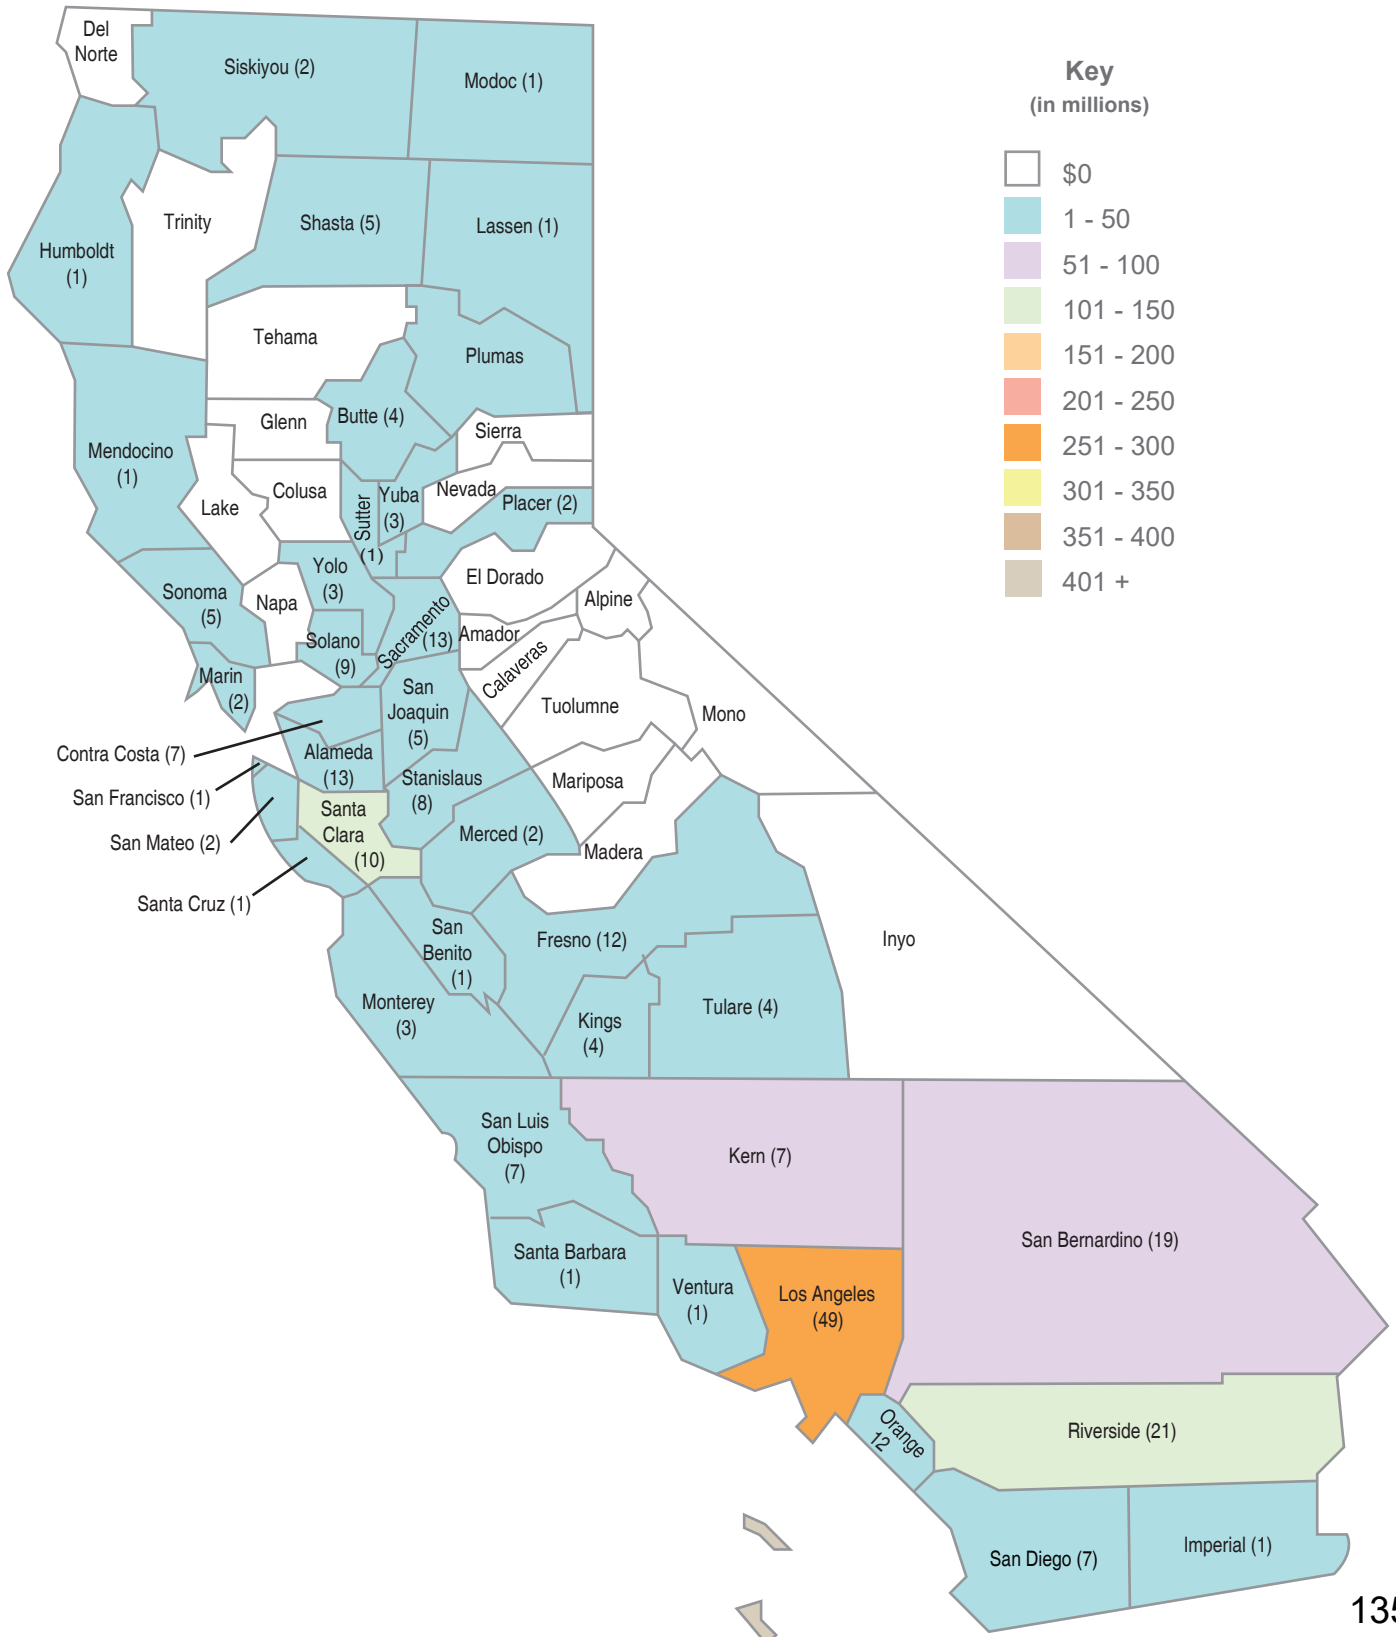 Del
Norte
Siskiyou (2)
Modoc (1)
Key
(in millions)
$0
1 - 50
51 - 100
101 - 150
151 - 200
201 - 250
251 - 300
301 - 350
351 - 400
401 +
Humboldt
(1)
Trinity
Shasta (5)
Lassen (1)
Tehama
Plumas
Glenn
Butte (4)
Sierra
Mendocino
(1)
Lake
Colusa
Sutter
(1)
Yuba
(3)
Nevada
Placer (2)
Sonoma
(5)
Napa
Yolo
(3)
El Dorado
Alpine
Solano
(9)
Sacramento
(13)
Amador
Calaveras
Marin
(2)
San
Joaquin
(5)
Tuolumne
Mono
Contra Costa (7)
Alameda
(13)
Stanislaus
(8)
Mariposa
San Francisco (1)
San Mateo (2)
Santa
Clara
(10)
Merced (2)
Madera
Santa Cruz (1)
San
Benito
(1)
Fresno (12)
Inyo
Monterey
(3)
Kings
(4)
Tulare (4)
San Luis
Obispo
(7)
Kern (7)
San Bernardino (19)
Santa Barbara
(1)
Ventura
(1)
Los Angeles
(49)
Orange
12
Riverside (21)
San Diego (7)
Imperial (1)
135